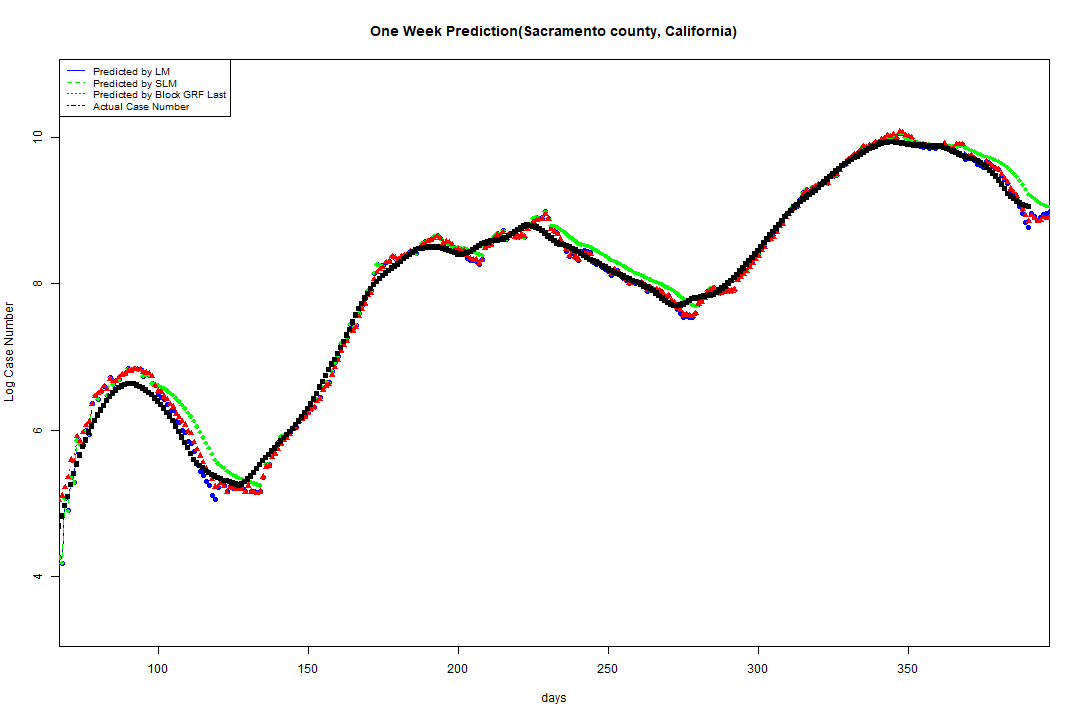 One Week Prediction(Sacramento county, California)
Predicted by LM
Predicted by SLM
Predicted by Block GRF Last
Actual Case Number
10
8
6
4
Log Case Number
100 150 200 250 300 350
days